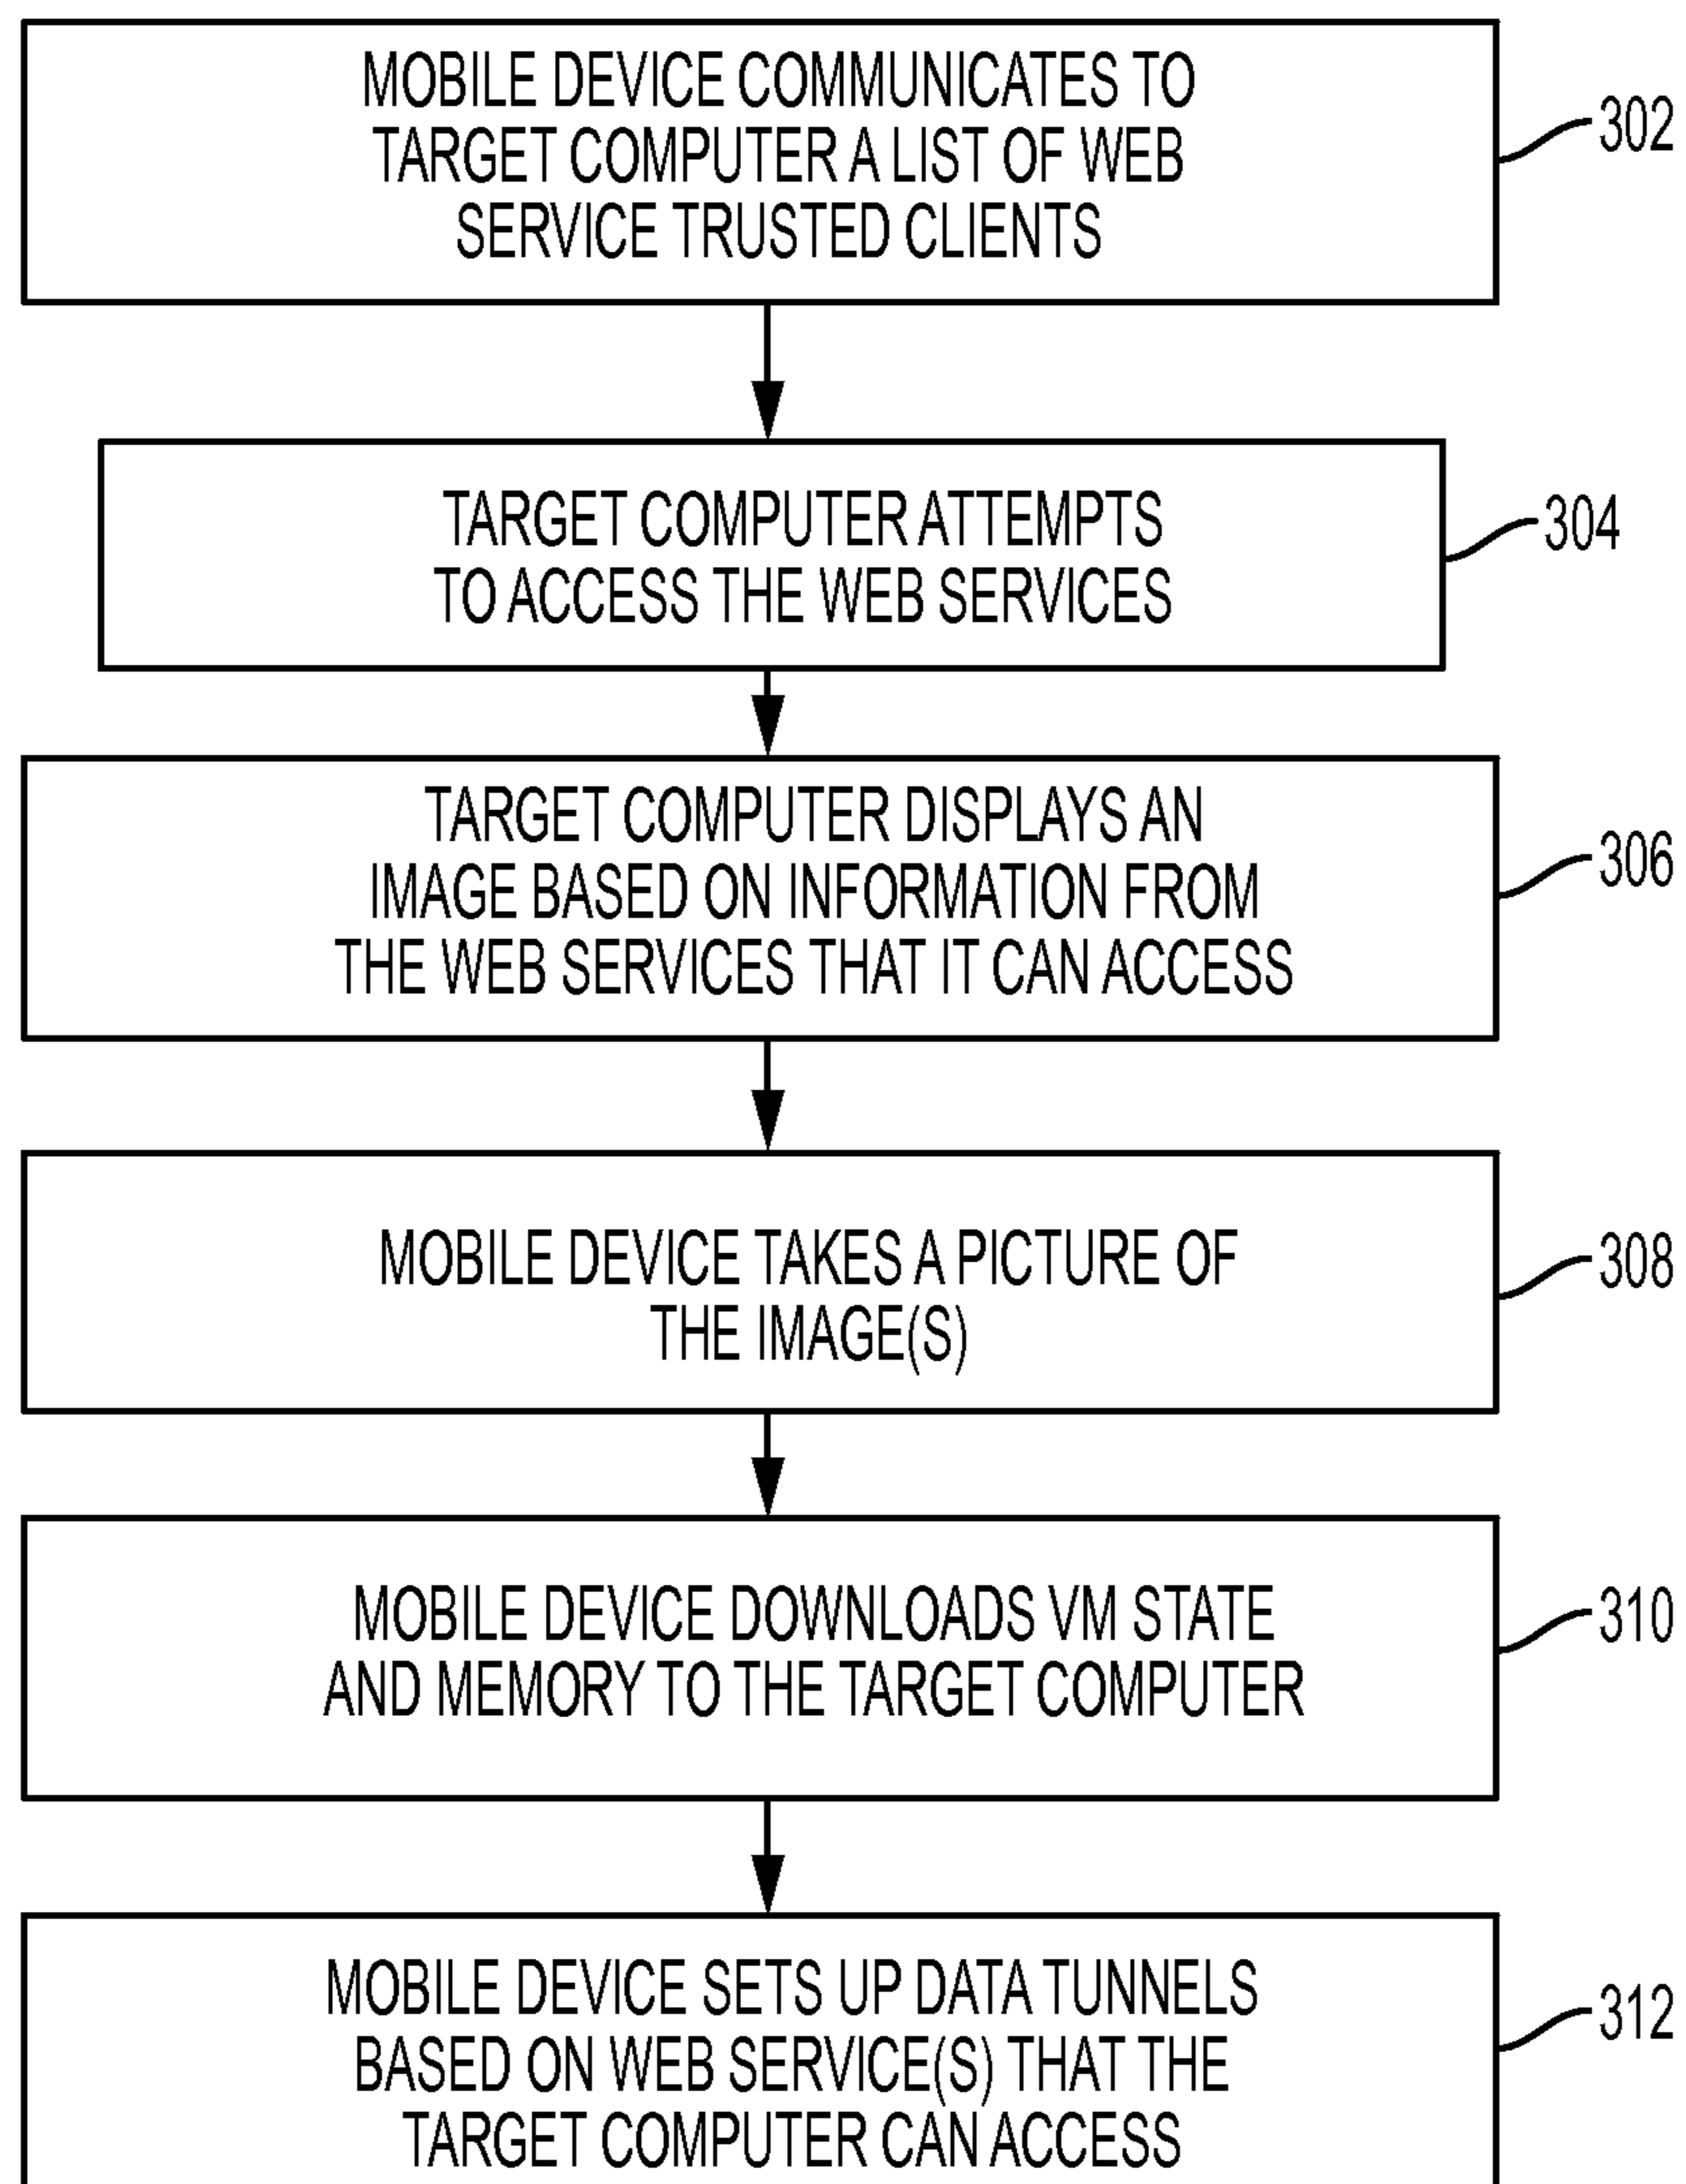 MOBILE DEVICE COMMUNICATES TO
TARGET COMPUTER A LIST OF WEB
SERVICE TRUSTED CLIENTS
302
TARGET COMPUTER ATTEMPTS
TO ACCESS THE WEB SERVICES
304
TARGET COMPUTER DISPLAYS AN
IMAGE BASED ON INFORMATION FROM
THE WEB SERVICES THAT IT CAN ACCESS
306
MOBILE DEVICE TAKES A PICTURE OF
THE IMAGE(S)
308
MOBILE DEVICE DOWNLOADS VM STATE
AND MEMORY TO THE TARGET COMPUTER
310
MOBILE DEVICE SETS UP DATA TUNNELS
BASED ON WEB SERVICE(S) THAT THE
TARGET COMPUTER CAN ACCESS
312